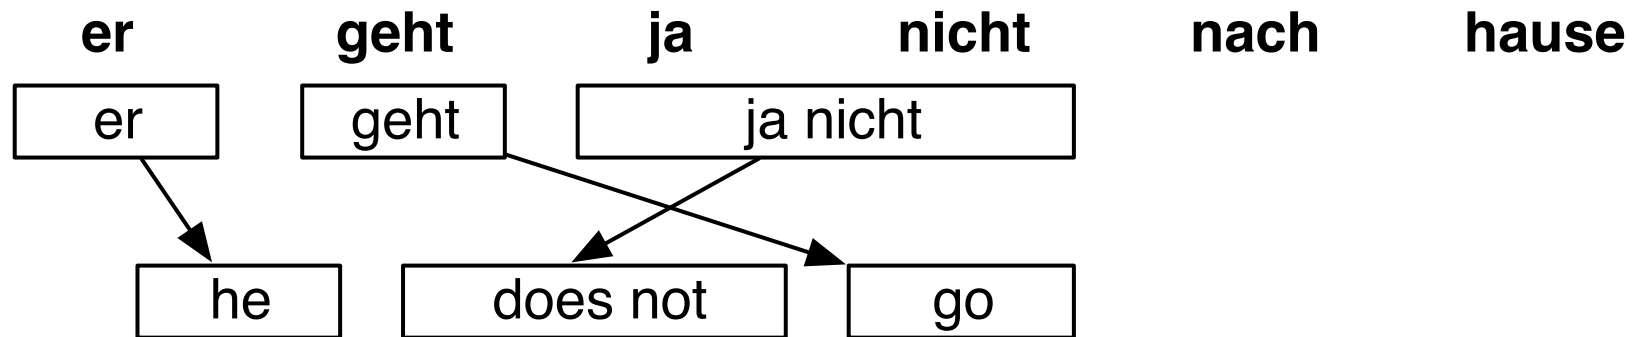 er geht ja nicht nach hause
er geht ja nicht
he does not go